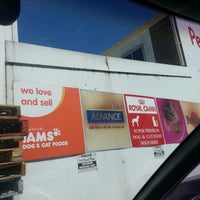 we love
and sell
IAMS
DOG & CAT FOODS
ADVANCE
ROYAL CANIN
SUPER PREMIUM
DOG & CAT FOOD
SOLD HERE
Pe